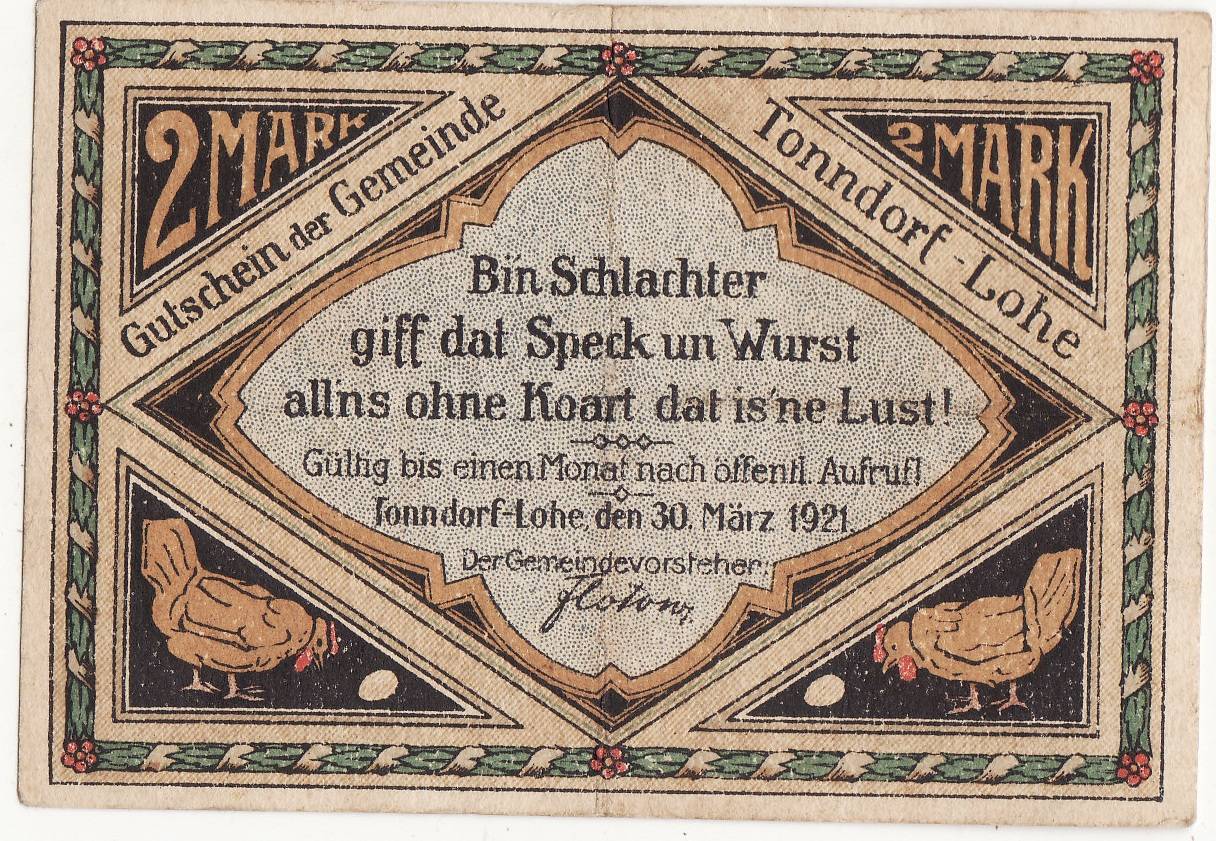 2 MARK
Gutschein der Gemeinde
Tonndorf-Lohe
2 MARK
Bin Schlachter
giff dat Speck un Wurst
all'ns ohne Koart dat is'ne Lust!
Gültig bis einen Monat nach öffentl. Aufruf!
Tonndorf-Lohe, den 30. März 1921.
Der Gemeindevorsteher: